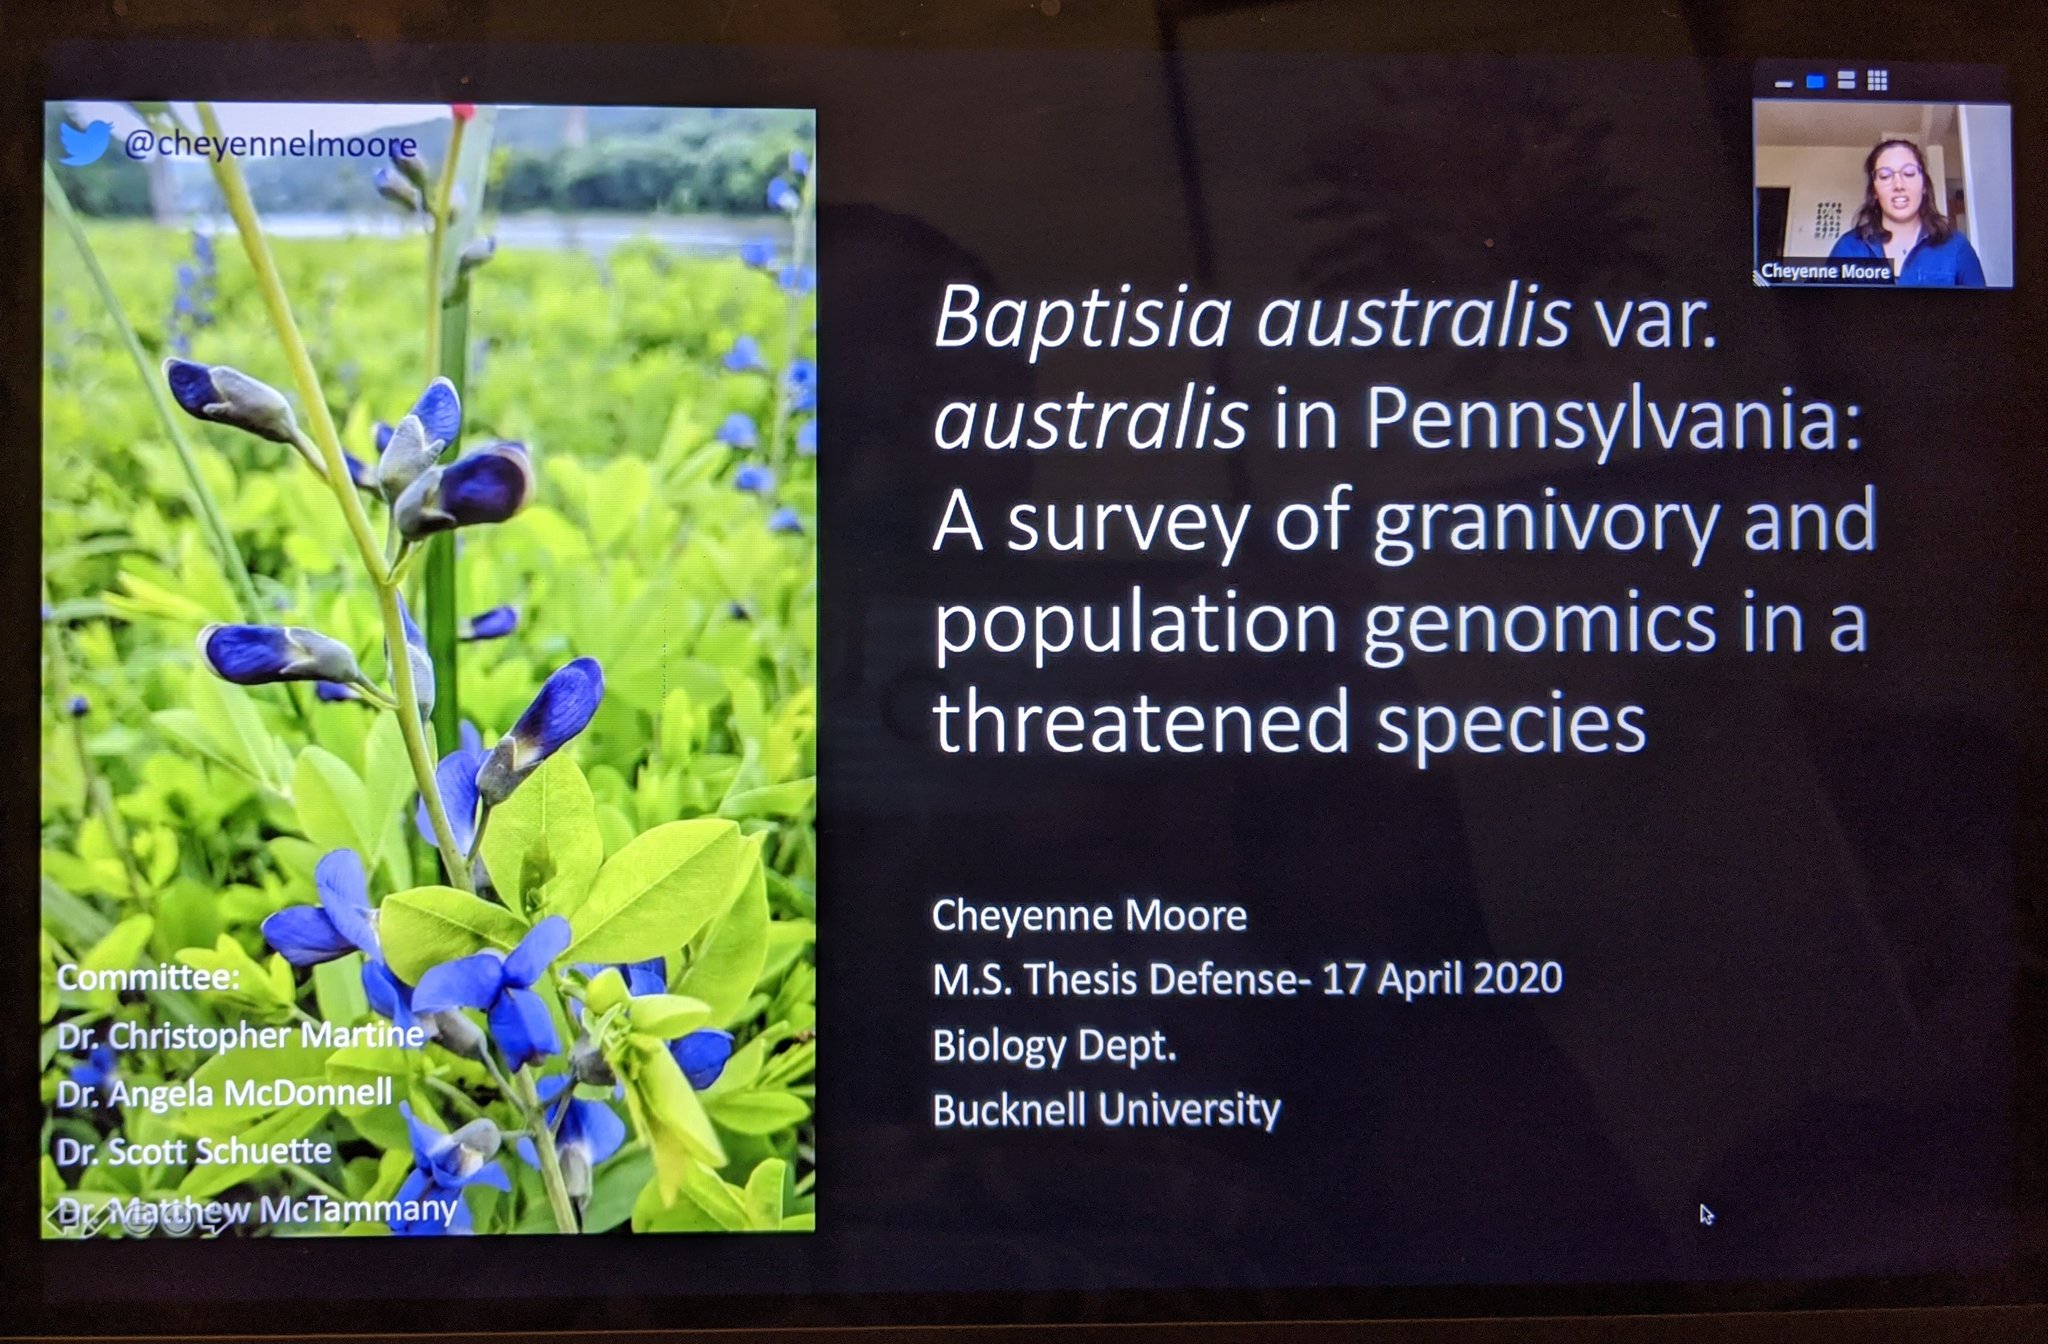 @cheyennelmoore
Cheyenne Moore
Baptisia australis var.
australis in Pennsylvania:
A survey of granivory and
population genomics in a
threatened species
Cheyenne Moore
M.S. Thesis Defense- 17 April 2020
Biology Dept.
Bucknell University
Committee:
Dr. Christopher Martine
Dr. Angela McDonnell
Dr. Scott Schuette
Dr. Matthew McTammany